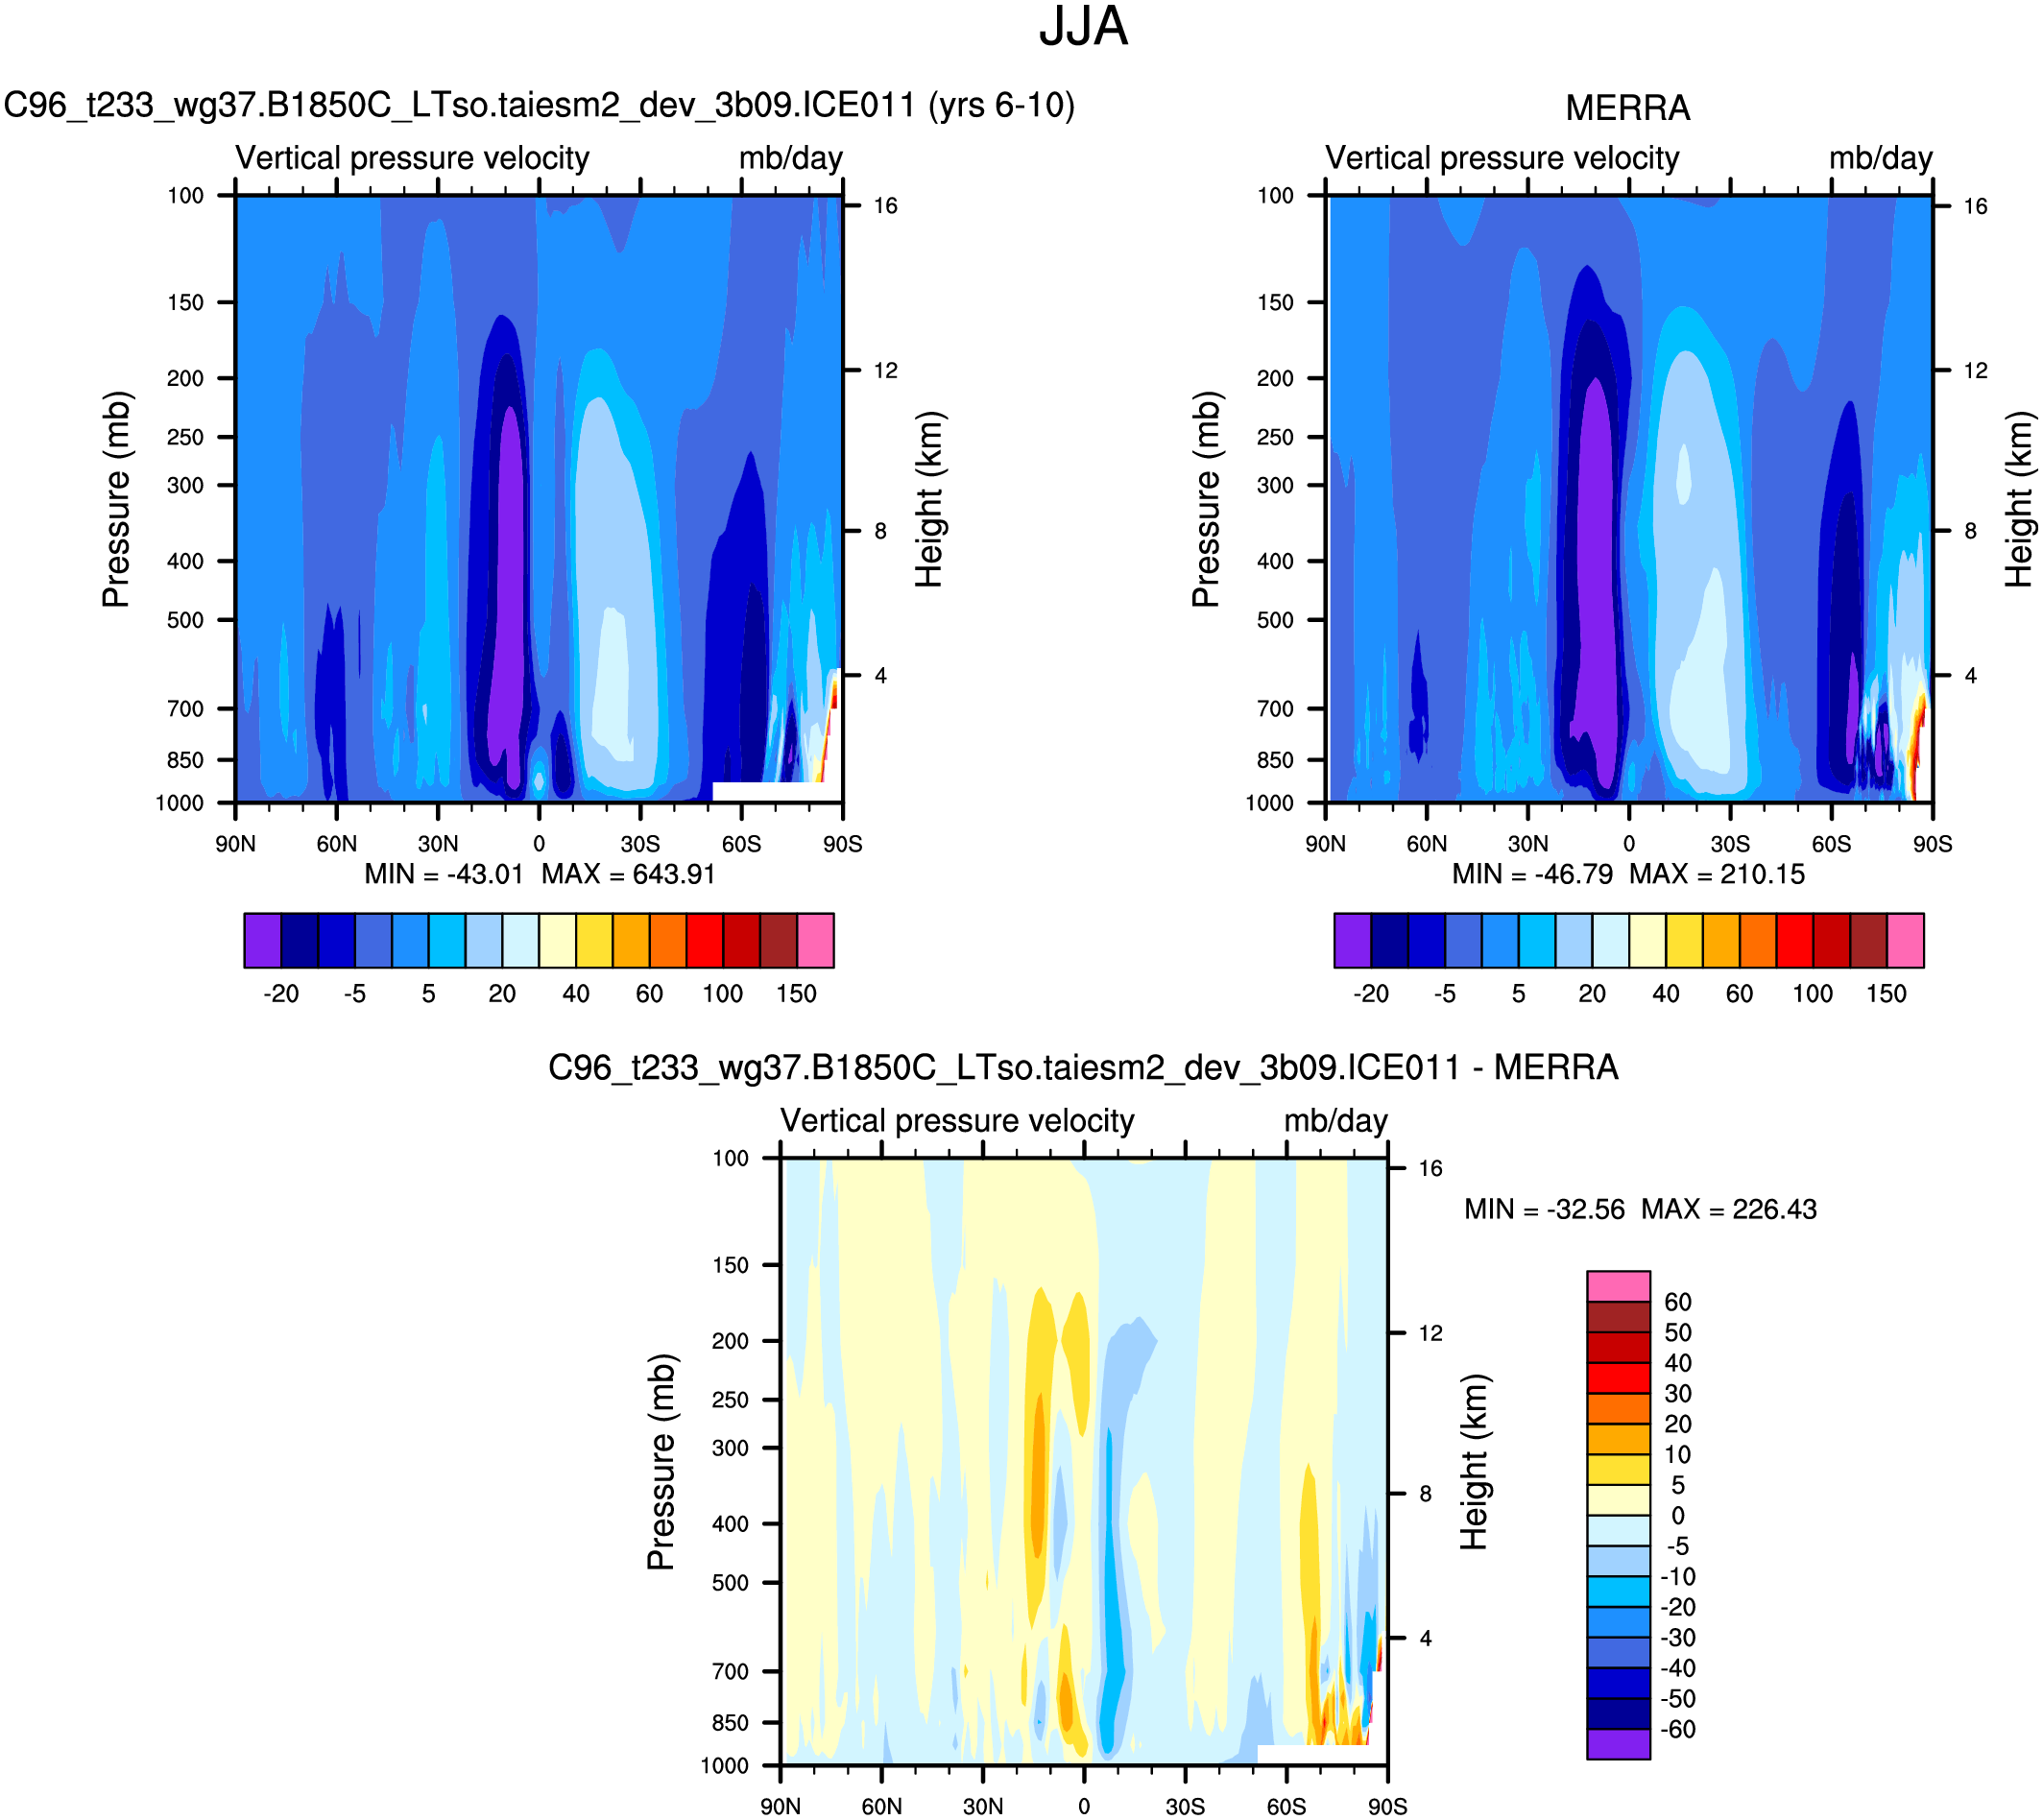 JJA
C96_t233_wg37.B1850C_LTso.taiesm2_dev_3b09.ICE011 (yrs 6-10)
Vertical pressure velocity mb/day
100
150
200
250
300
400
500
700
850
1000
Pressure (mb)
16
12
8
4
Height (km)
90N 60N 30N 0 30S 60S 90S
MIN = -43.01 MAX = 643.91
-20 -5 5 20 40 60 100 150
MERRA
Vertical pressure velocity mb/day
100
150
200
250
300
400
500
700
850
1000
Pressure (mb)
16
12
8
4
Height (km)
90N 60N 30N 0 30S 60S 90S
MIN = -46.79 MAX = 210.15
-20 -5 5 20 40 60 100 150
C96_t233_wg37.B1850C_LTso.taiesm2_dev_3b09.ICE011 - MERRA
Vertical pressure velocity mb/day
100
150
200
250
300
400
500
700
850
1000
Pressure (mb)
16
12
8
4
Height (km)
90N 60N 30N 0 30S 60S 90S
MIN = -32.56 MAX = 226.43
60
50
40
30
20
10
5
0
-5
-10
-20
-30
-40
-50
-60